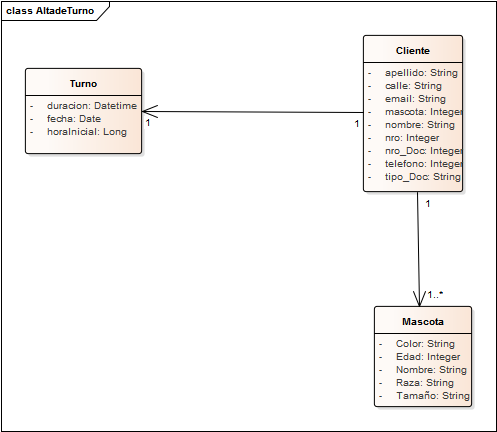 class AltadeTurno
Turno
- duracion: Datetime
- fecha: Date
- horaInicial: Long
Cliente
- apellido: String
- calle: String
- email: String
- mascota: Integer
- nombre: String
- nro: Integer
- nro_Doc: Integer
- telefono: Integer
- tipo_Doc: String
1
1
1
1..*
Mascota
- Color: String
- Edad: Integer
- Nombre: String
- Raza: String
- Tamaño: String